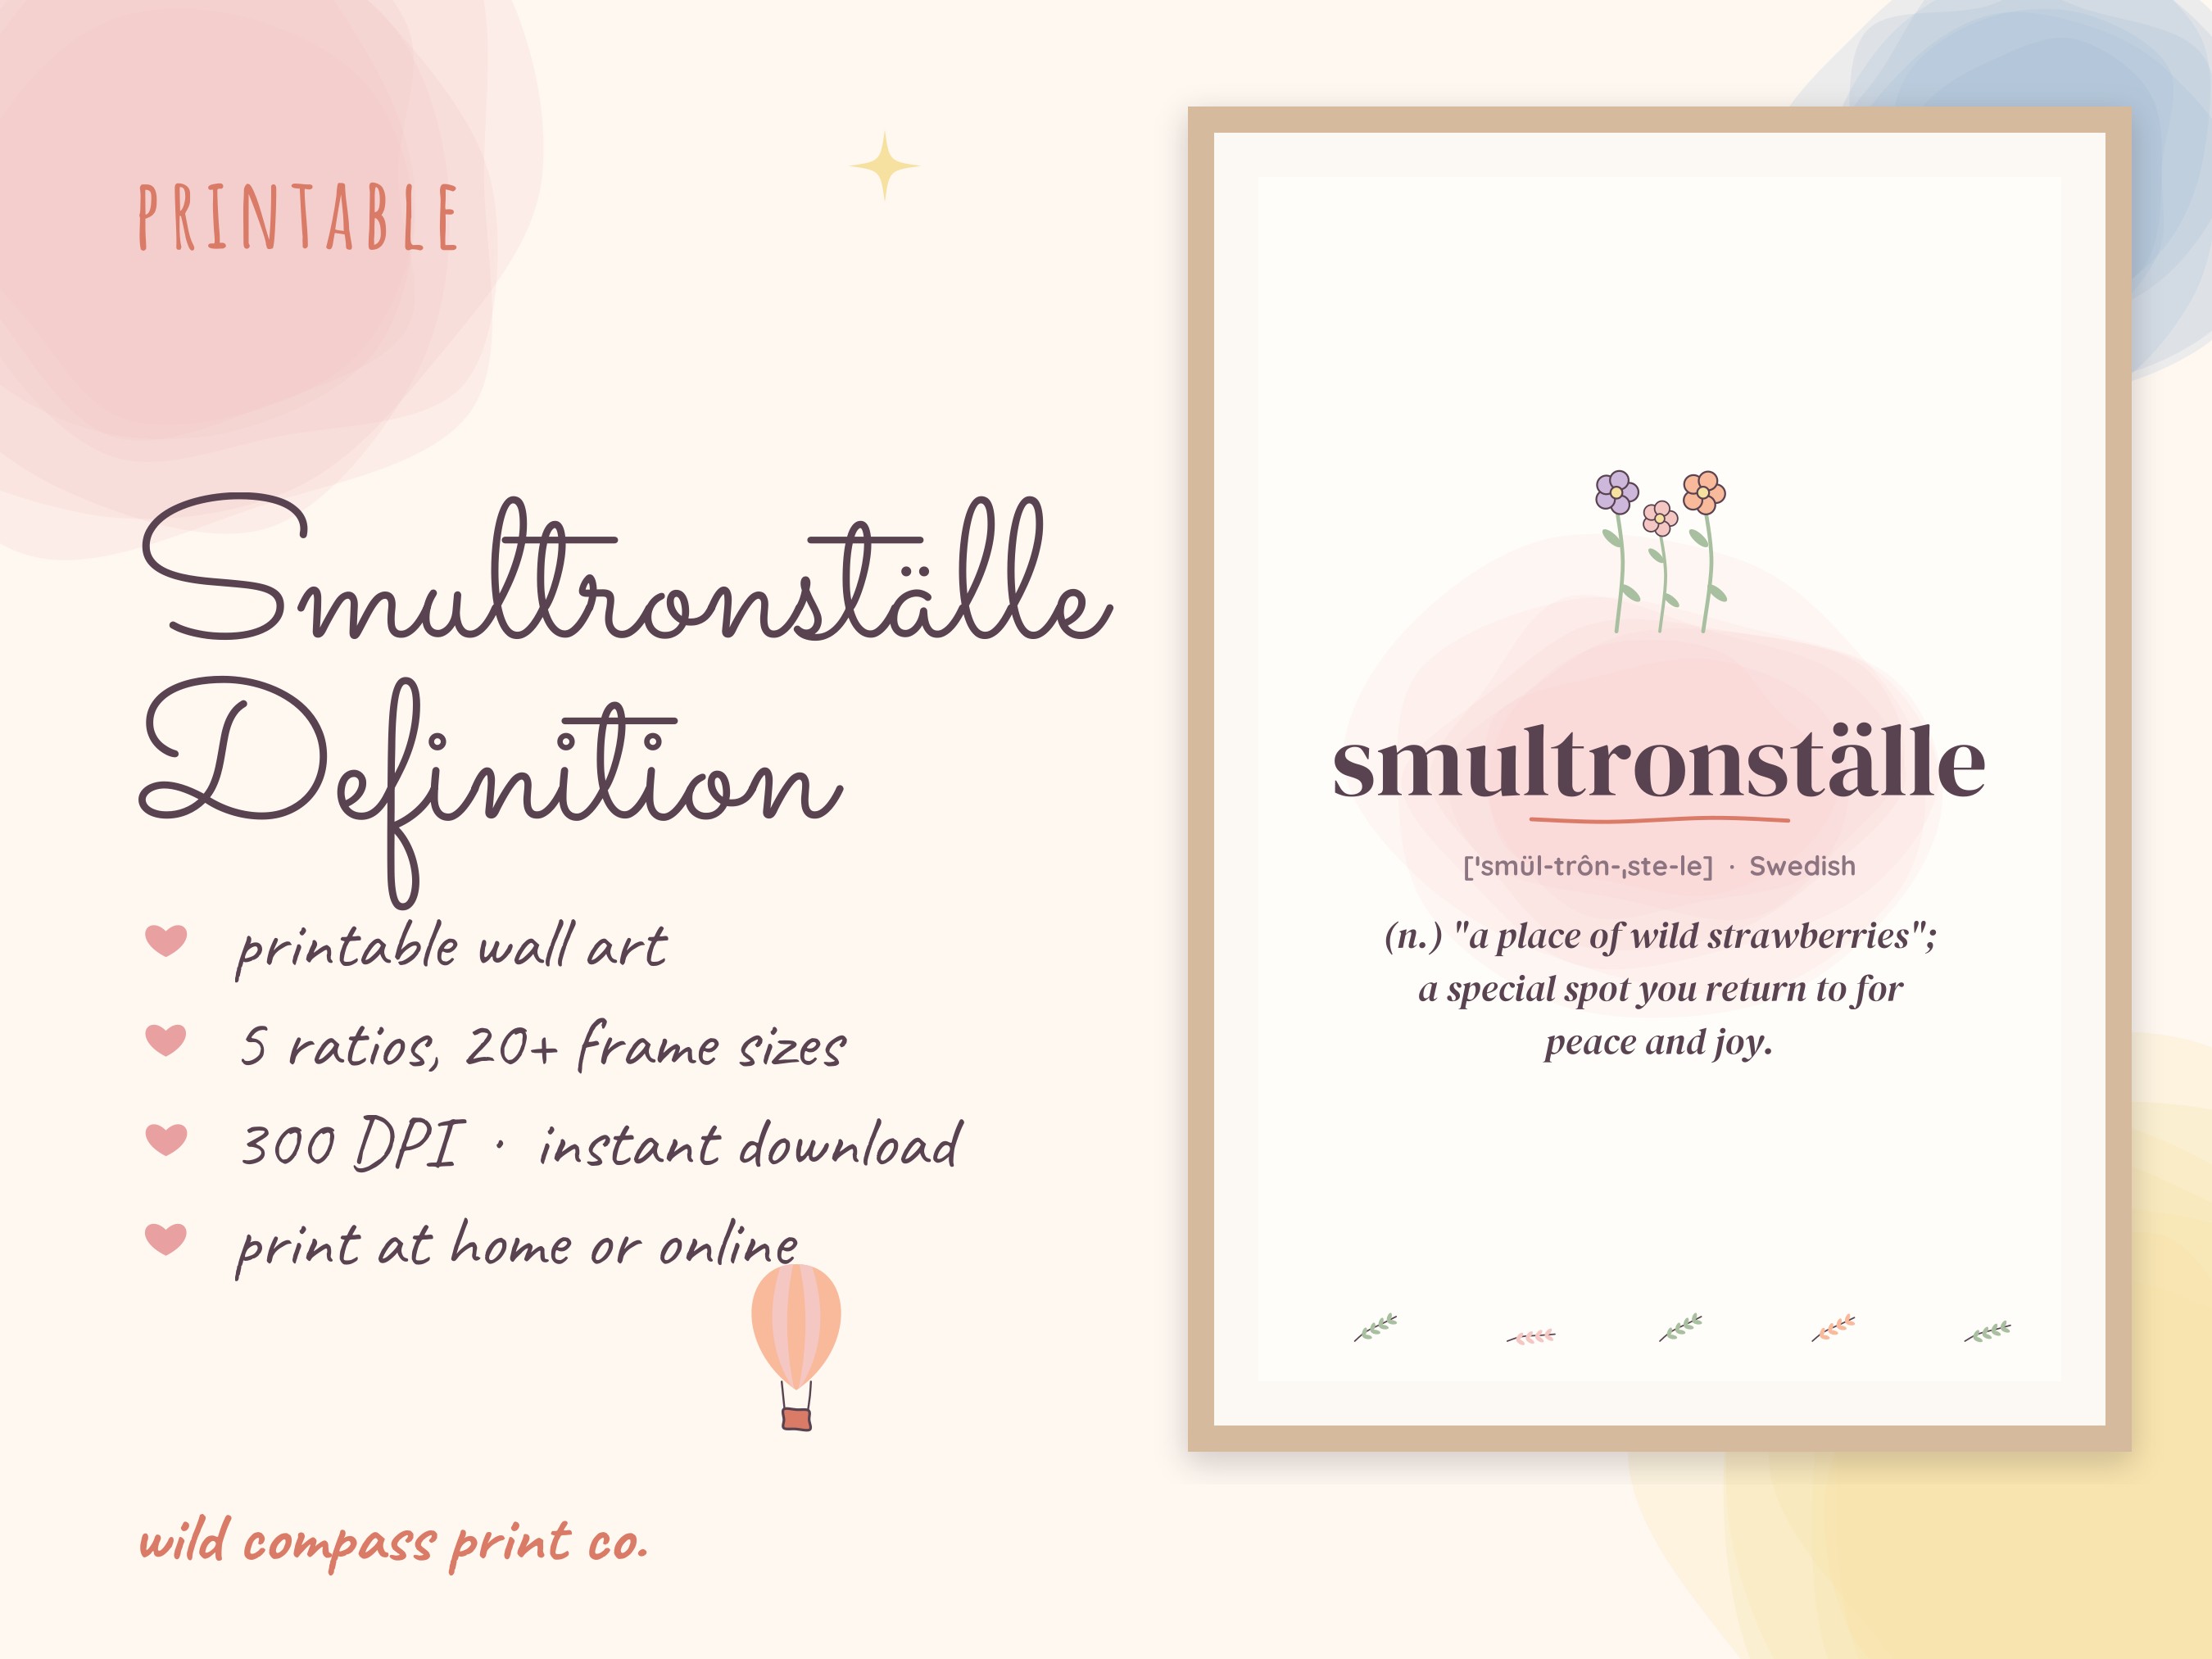 PRINTABLE
Smultronställe
Definition
printable wall art
5 ratios, 20+ frame sizes
300 DPI · instant download
print at home or online
wild compass print co.
smultronställe
[ˈsmül-trôn-ˌste-le] · Swedish
(n.) "a place of wild strawberries";
a special spot you return to for
peace and joy.